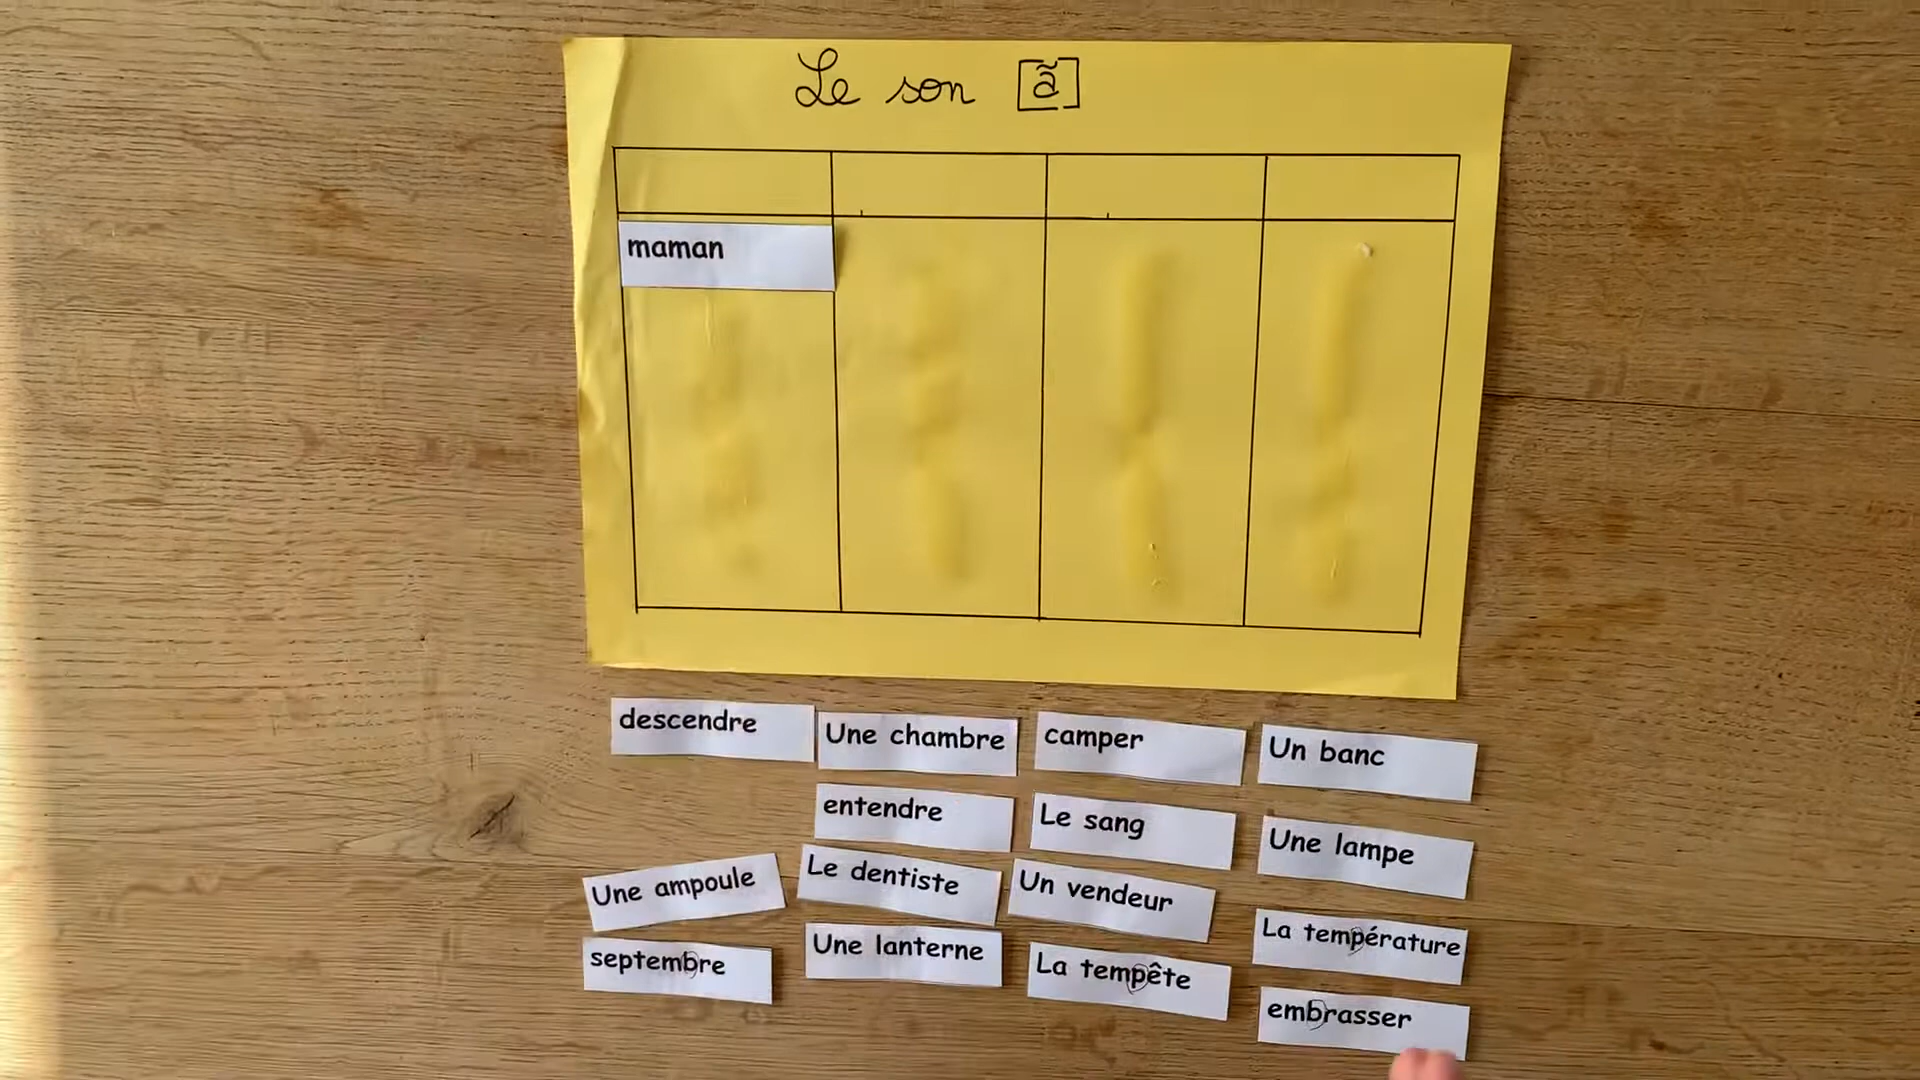 Le son [ã]
maman
descendre
Une chambre
camper
Un banc
entendre
Le sang
Une lampe
Une ampoule
Le dentiste
Un vendeur
La température
septembre
Une lanterne
La tempête
embrasser